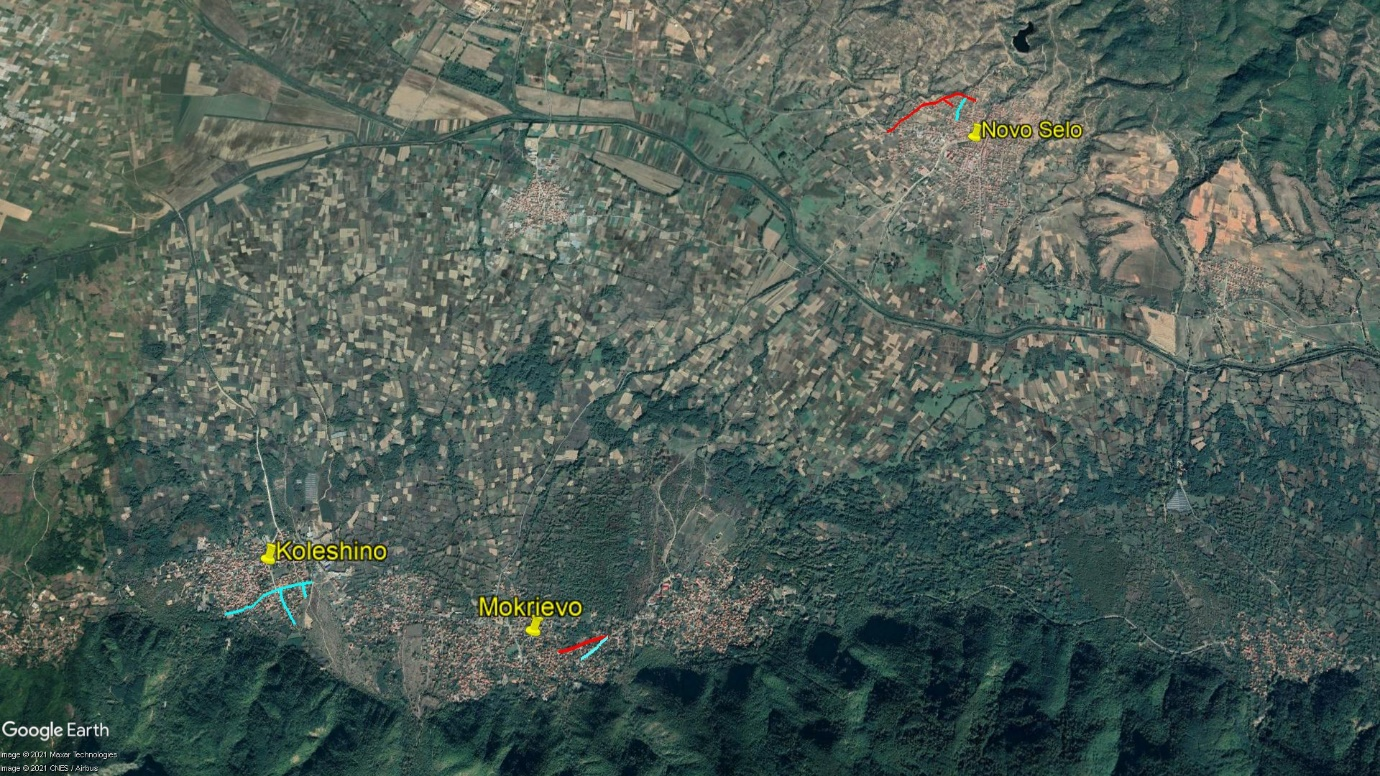 Novo Selo
Koleshino
Mokrievo
Google Earth
Image © 2021 Maxar Technologies
Image © 2021 CNES / Airbus